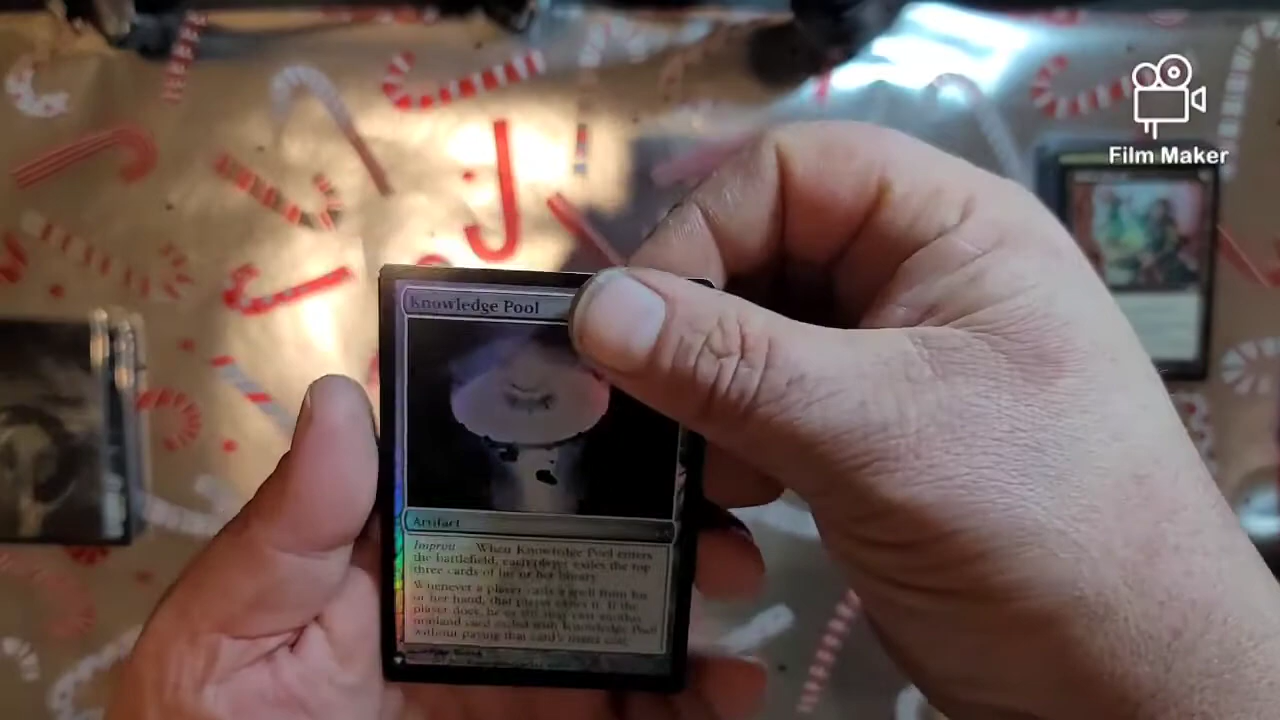 Film Maker
Knowledge Pool
Artifact
Imprint — When Knowledge Pool enters
the battlefield, each player exiles the top
three cards of his or her library.
Whenever a player casts a spell from his
or her hand, that player exiles it. If the
player does, he or she may cast another
nonland card exiled with Knowledge Pool
without paying that card's mana cost.